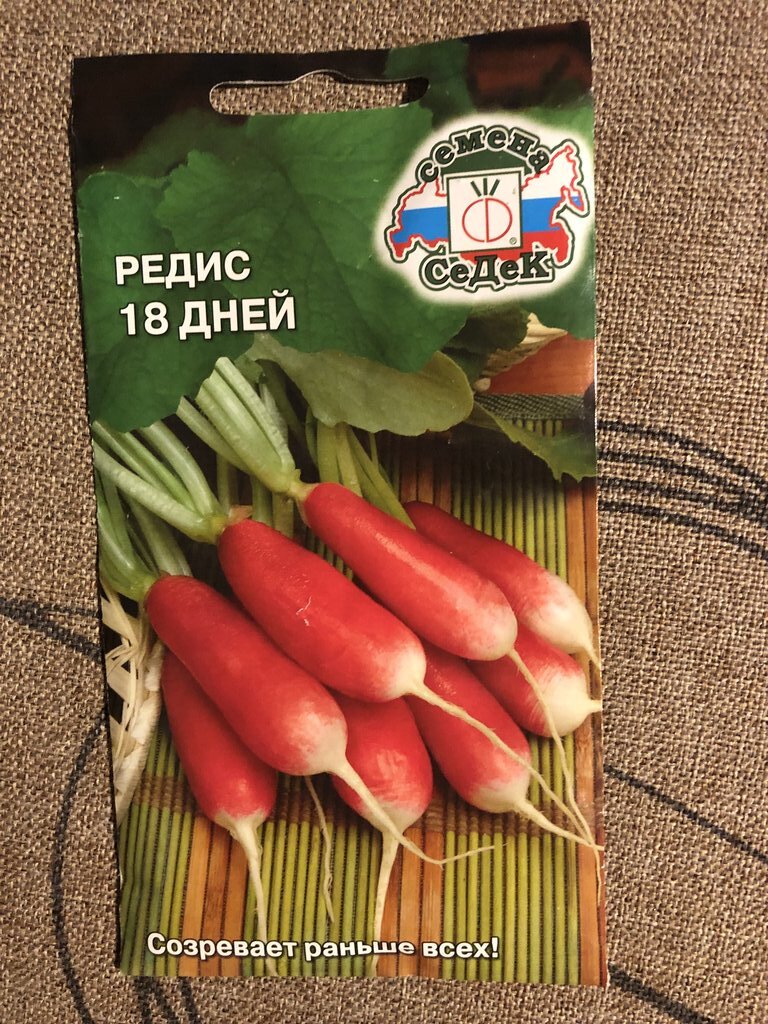 семена
СеДеК
РЕДИС
18 ДНЕЙ
Созревает раньше всех!